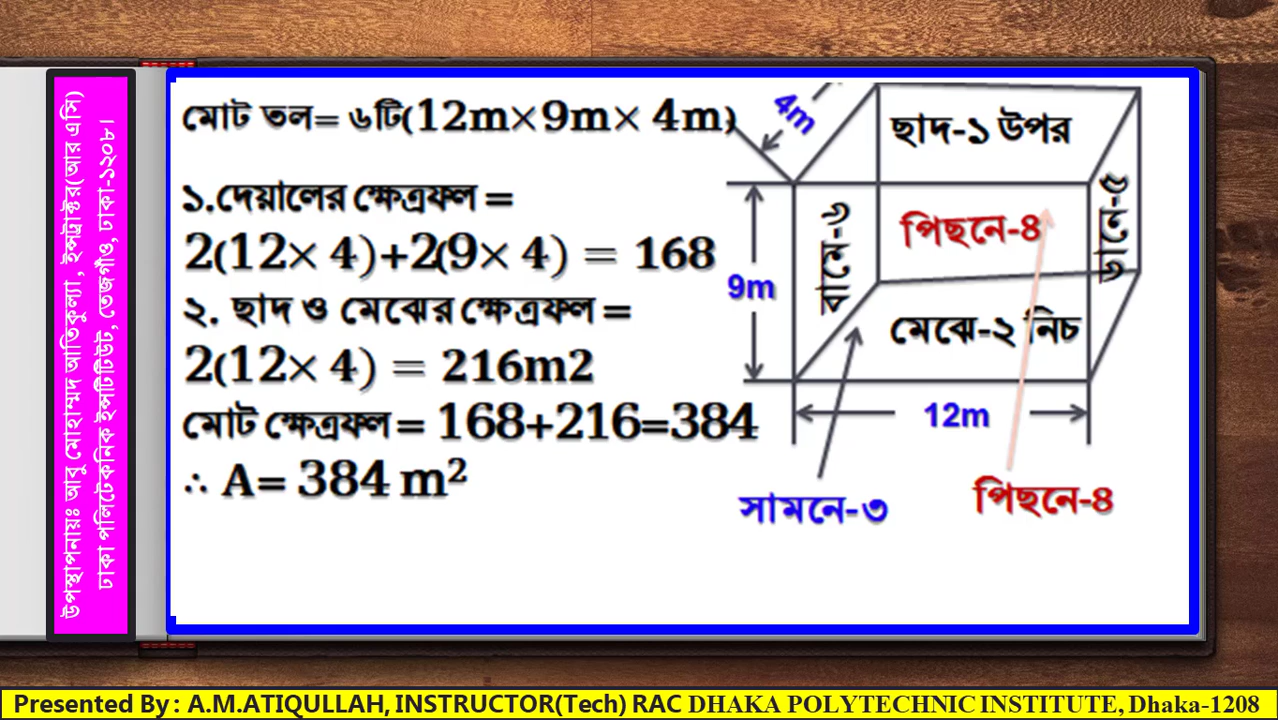 উপস্থাপনায়ঃ আবু মোহাম্মদ আতিকুল্যা, ইন্সট্রাক্টর(আর এসি)
ঢাকা পলিটেকনিক ইন্সটিটিউট, তেজগাঁও, ঢাকা-১২০৮।
মোট তল= ৬টি(12m×9m× 4m)
১.দেয়ালের ক্ষেত্রফল =
2(12× 4)+2(9× 4) = 168
২. ছাদ ও মেঝের ক্ষেত্রফল =
2(12× 4) = 216m2
মোট ক্ষেত্রফল = 168+216=384
∴ A= 384 m²
4m
ছাদ-১ উপর
বামে-৬
পিছনে-4
ডানে-৫
9m
মেঝে-২ নিচ
12m
সামনে-৩
পিছনে-4
Presented By : A.M.ATIQULLAH, INSTRUCTOR(Tech) RAC DHAKA POLYTECHNIC INSTITUTE, Dhaka-1208